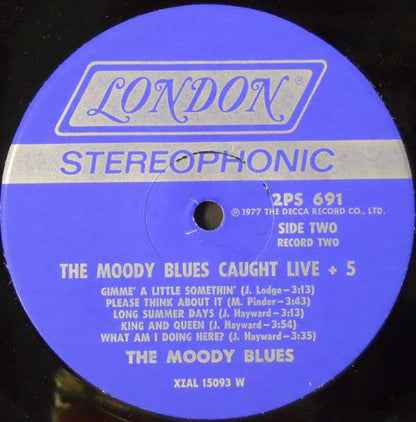 LONDON
STEREOPHONIC
2PS 691
℗ 1977 THE DECCA RECORD CO., LTD.
SIDE TWO
RECORD TWO
THE MOODY BLUES CAUGHT LIVE + 5
GIMME' A LITTLE SOMETHIN' (J. Lodge-3:13)
PLEASE THINK ABOUT IT (M. Pinder-3:43)
LONG SUMMER DAYS (J. Hayward-3:13)
KING AND QUEEN (J. Hayward-3:54)
WHAT AM I DOING HERE? (J. Hayward-3:35)
THE MOODY BLUES
XZAL 15093 W